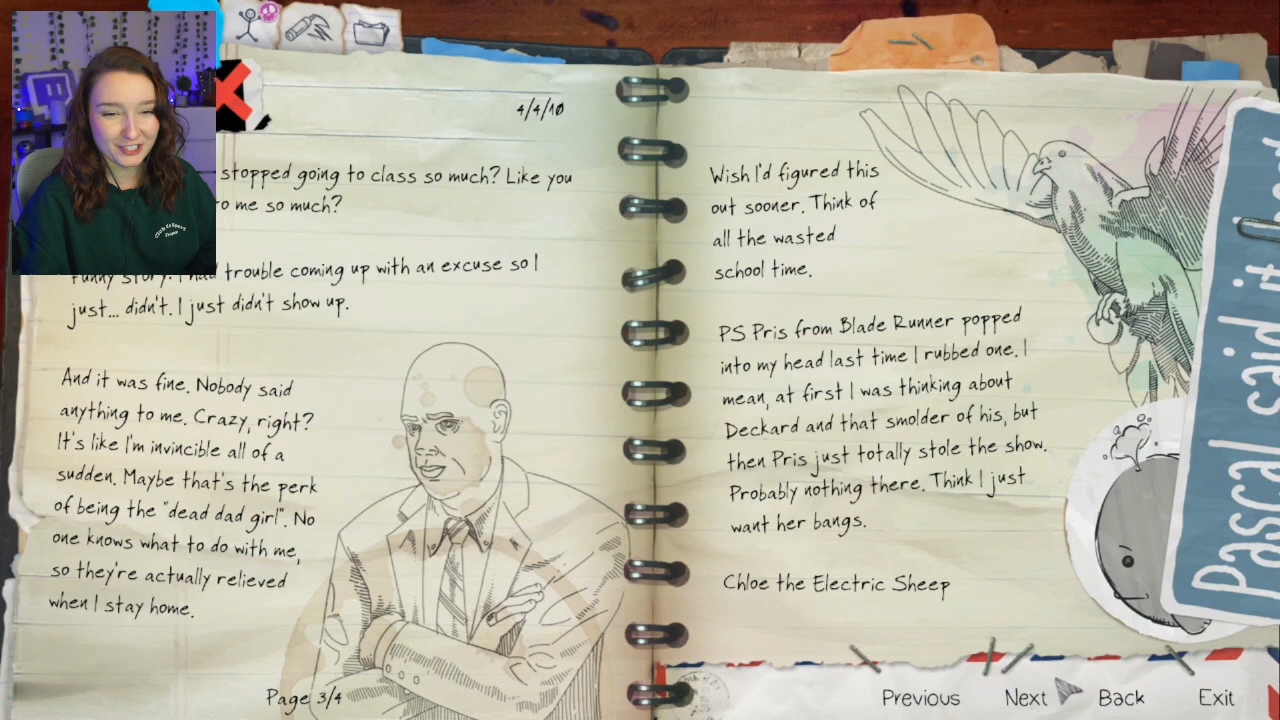 4/4/10
stopped going to class so much? Like you
to me so much?
funny story. I had trouble coming up with an excuse so I
just... didn't. I just didn't show up.
And it was fine. Nobody said
anything to me. Crazy, right?
It's like I'm invincible all of a
sudden. Maybe that's the perk
of being the "dead dad girl". No
one knows what to do with me,
so they're actually relieved
when I stay home.
Page 3/4
Wish I'd figured this
out sooner. Think of
all the wasted
school time.
PS Pris from Blade Runner popped
into my head last time I rubbed one. I
mean, at first I was thinking about
Deckard and that smolder of his, but
then Pris just totally stole the show.
Probably nothing there. Think I just
want her bangs.
Chloe the Electric Sheep
Pascal said it best
Previous
Next
Back
Exit